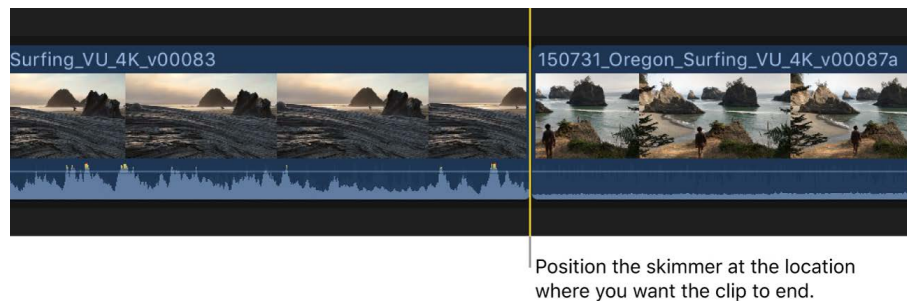 Surfing_VU_4K_v00083
150731_Oregon_Surfing_VU_4K_v00087a
Position the skimmer at the location
where you want the clip to end.